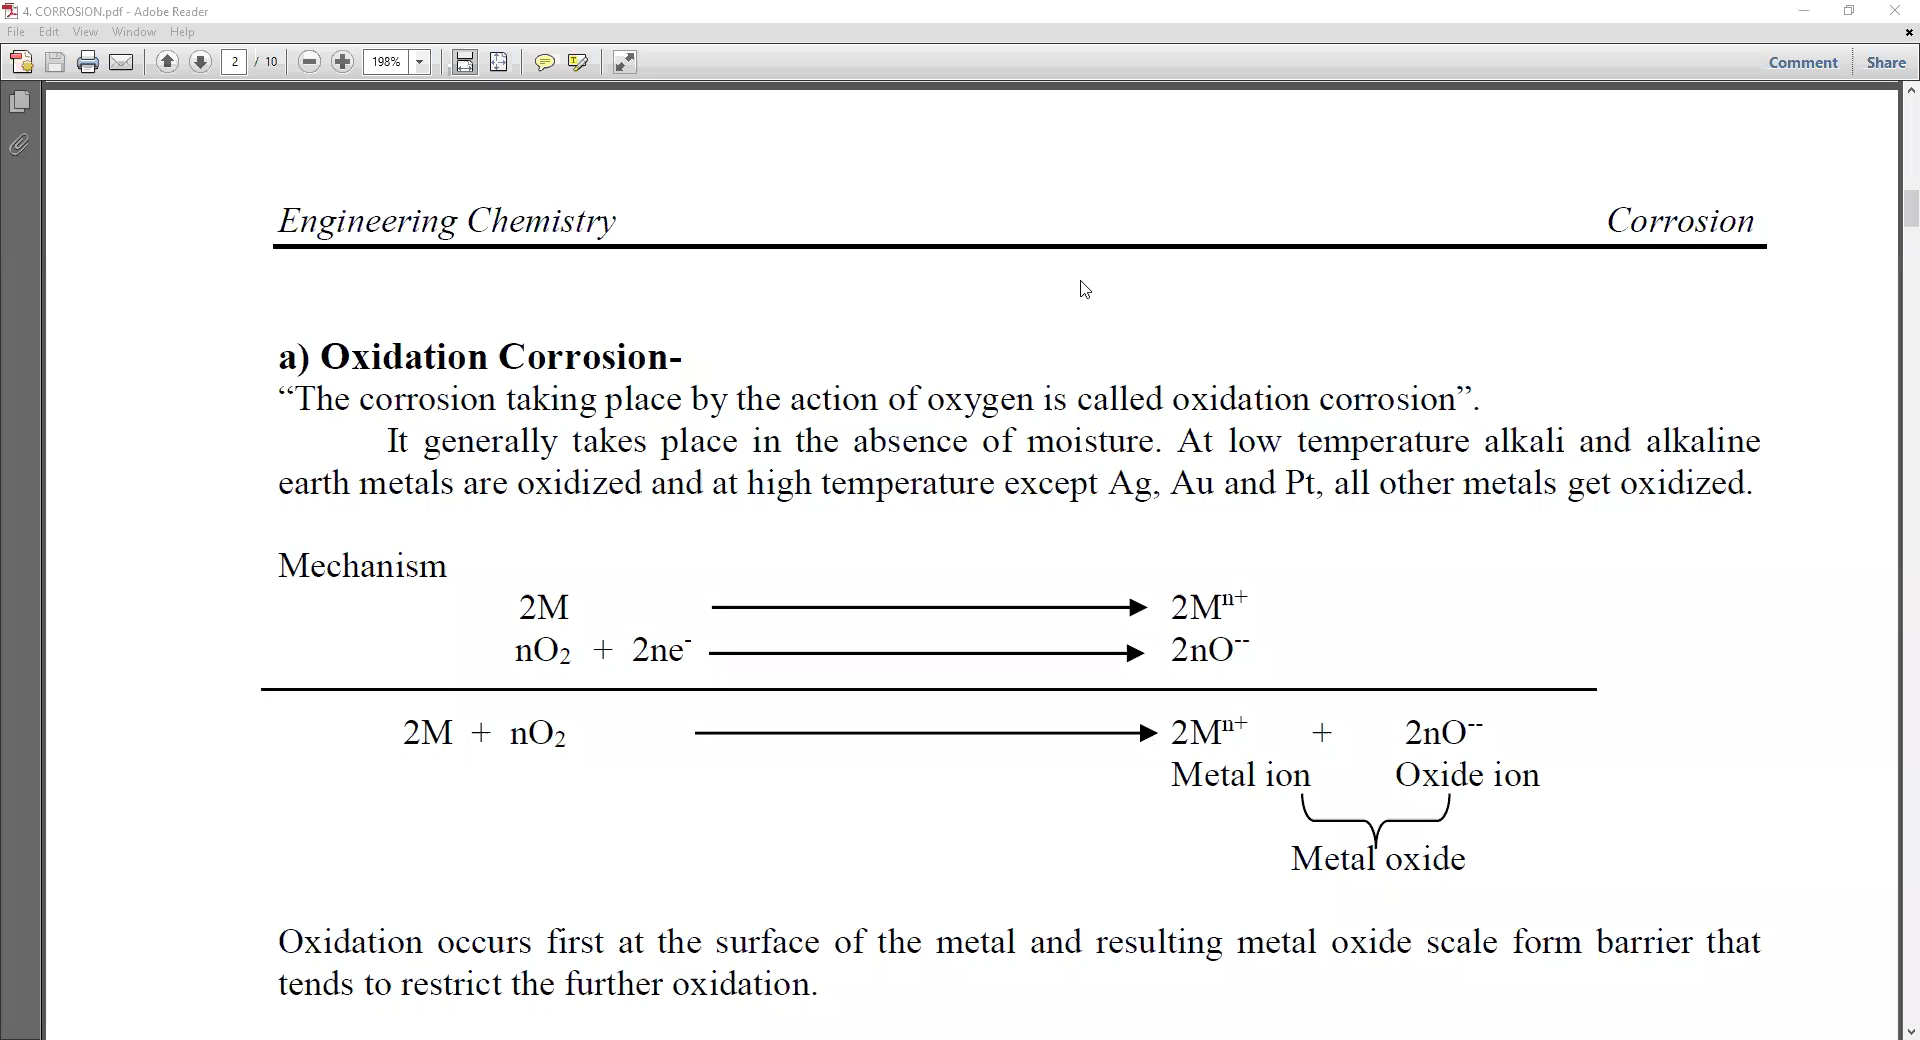 4. CORROSION.pdf - Adobe Reader
File Edit View Window Help
2 / 10 198% Comment Share
Engineering Chemistry Corrosion
a) Oxidation Corrosion-
“The corrosion taking place by the action of oxygen is called oxidation corrosion”.
It generally takes place in the absence of moisture. At low temperature alkali and alkaline
earth metals are oxidized and at high temperature except Ag, Au and Pt, all other metals get oxidized.
Mechanism
2M ⟶ 2Mⁿ⁺
nO₂ + 2ne⁻ ⟶ 2nO⁻⁻
2M + nO₂ ⟶ 2Mⁿ⁺ + 2nO⁻⁻
Metal ion Oxide ion
Metal oxide
Oxidation occurs first at the surface of the metal and resulting metal oxide scale form barrier that
tends to restrict the further oxidation.